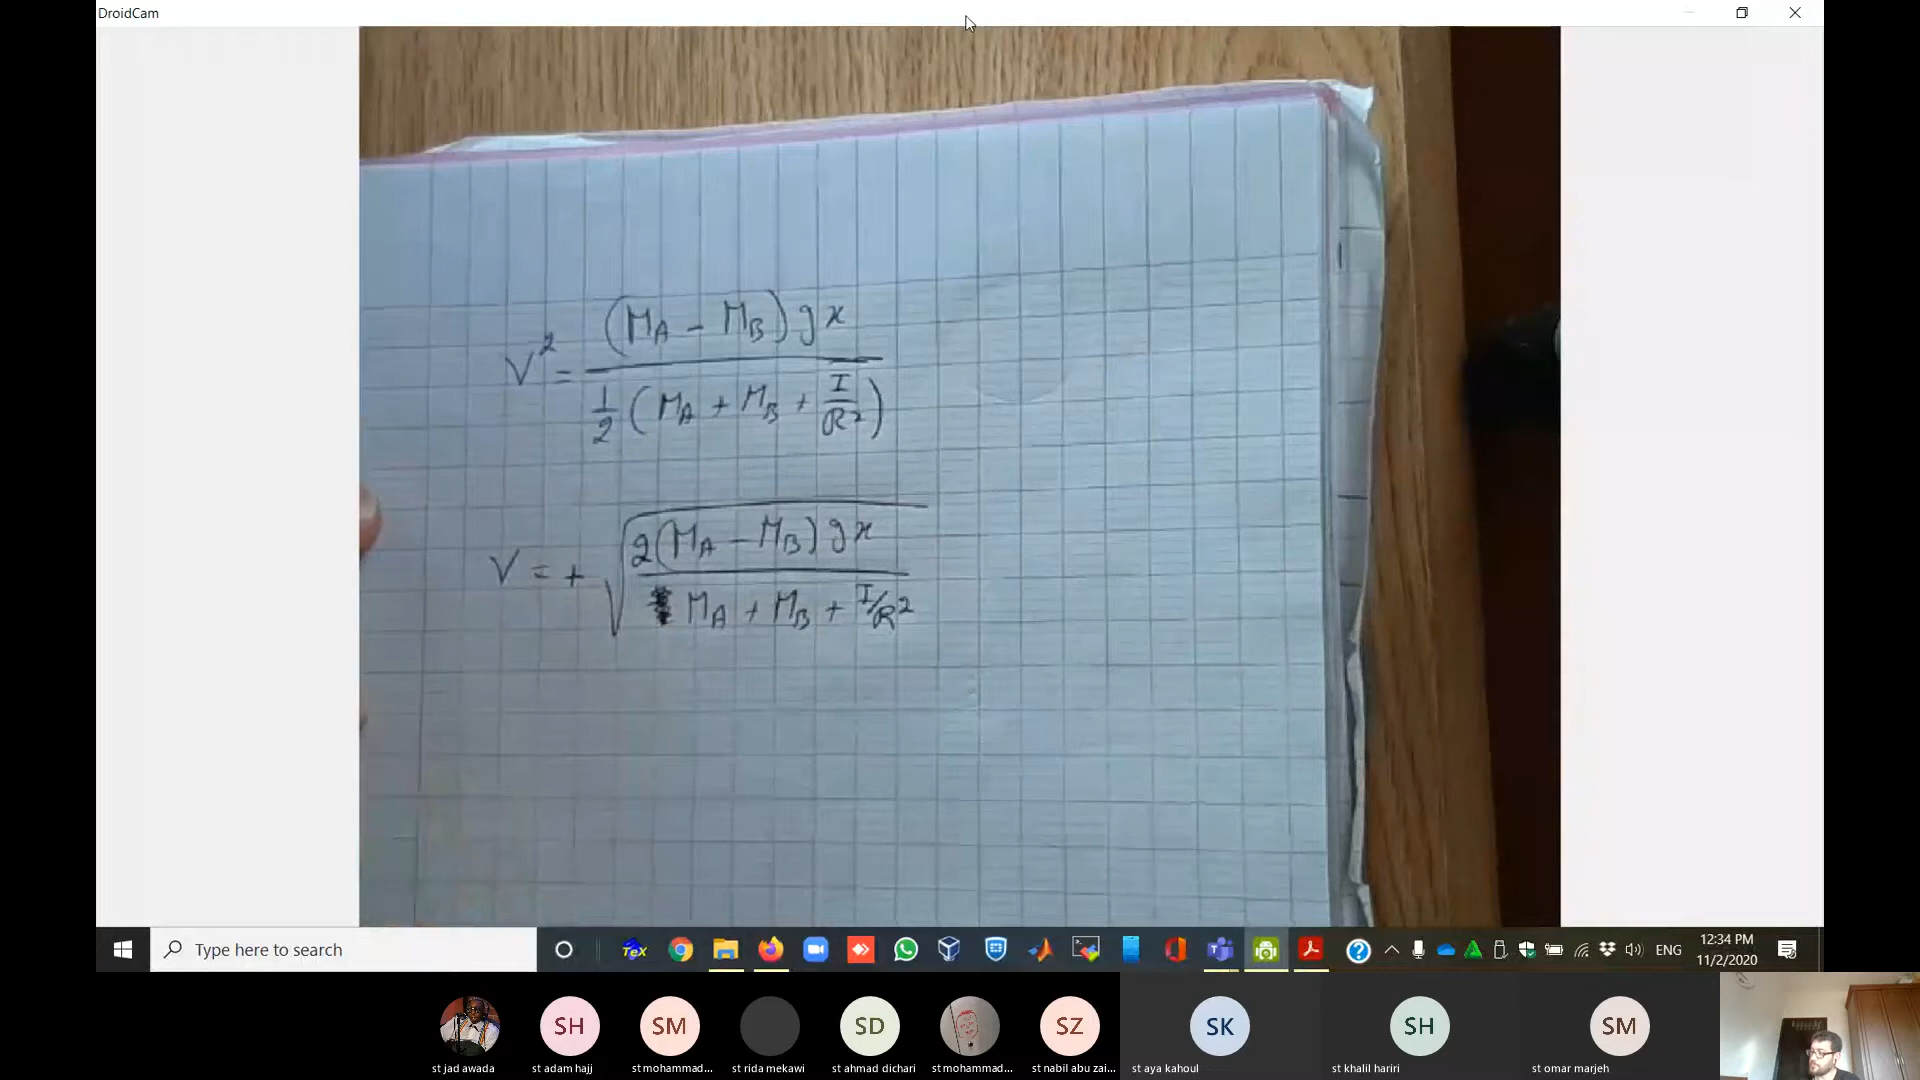 DroidCam
V² = (M_A - M_B) g x / ½ (M_A + M_B + I/R²)
V = + √(2(M_A - M_B) g x / M_A + M_B + I/R²)
Type here to search
TEX
ENG
12:34 PM
11/2/2020
SH
SM
SD
SZ
SK
SH
SM
st jad awada
st adam hajj
st mohammad...
st rida mekawi
st ahmad dichari
st mohammad...
st nabil abu zai...
st aya kahoul
st khalil hariri
st omar marjeh